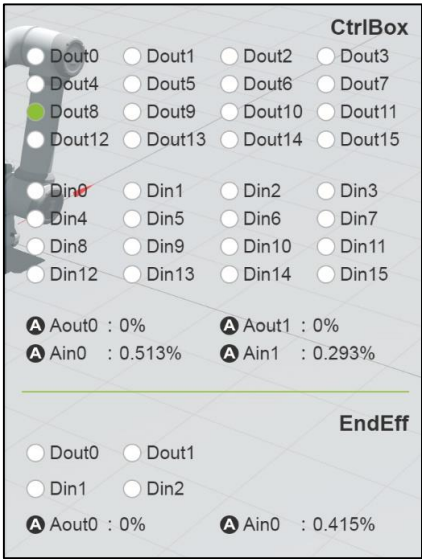 CtrlBox
Dout0 Dout1 Dout2 Dout3
Dout4 Dout5 Dout6 Dout7
Dout8 Dout9 Dout10 Dout11
Dout12 Dout13 Dout14 Dout15
Din0 Din1 Din2 Din3
Din4 Din5 Din6 Din7
Din8 Din9 Din10 Din11
Din12 Din13 Din14 Din15
A Aout0 : 0% A Aout1 : 0%
A Ain0 : 0.513% A Ain1 : 0.293%
EndEff
Dout0 Dout1
Din1 Din2
A Aout0 : 0% A Ain0 : 0.415%